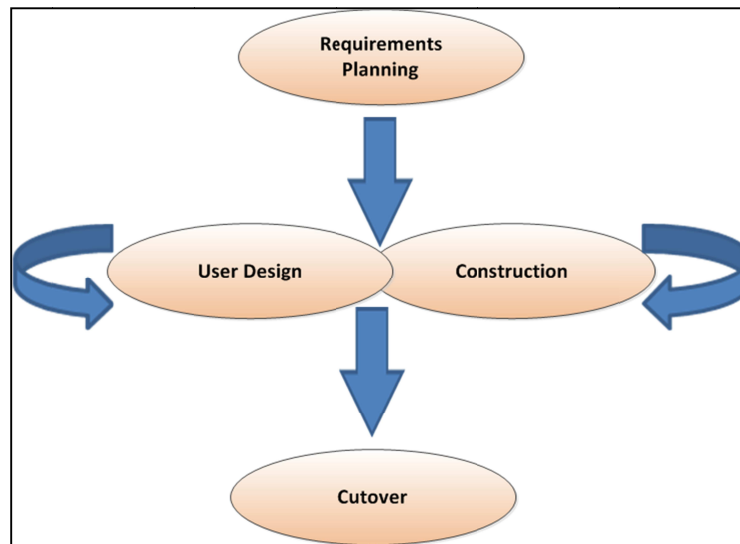 Requirements
Planning
User Design
Construction
Cutover